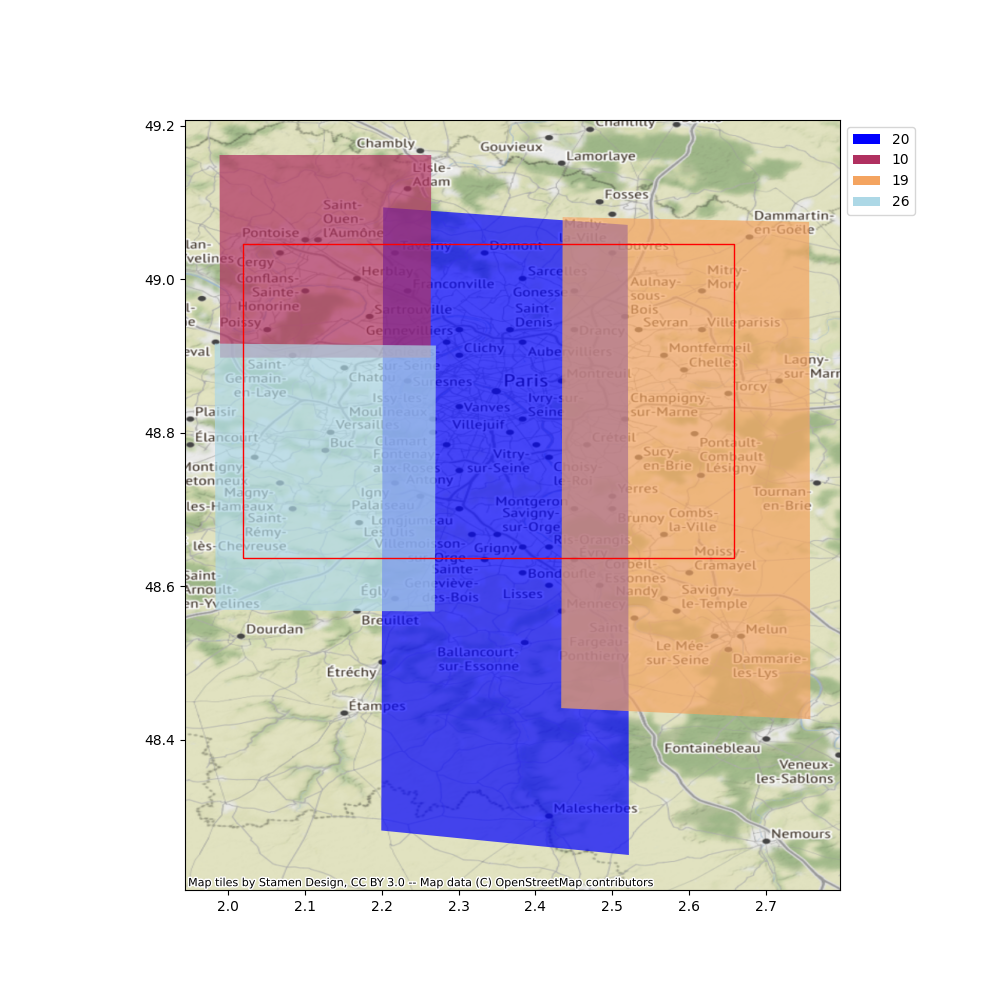 49.2
49.0
48.8
48.6
48.4
2.0
2.1
2.2
2.3
2.4
2.5
2.6
2.7
20
10
19
26
Chambly
Gouvieux
Chantilly
Lamorlaye
L'Isle-
Adam
Fosses
Dammartin-
en-Goële
Saint-
Ouen-
l'Aumône
Pontoise
Cergy
Conflans-
Sainte-
Honorine
Poissy
Herblay
Sartrouville
Gennevilliers
Taverny
Domont
Franconville
Marly-
la-Ville
Louvres
Sarcelles
Gonesse
Saint-
Denis
Aulnay-
sous-
Bois
Mitry-
Mory
Sevran
Villeparisis
Drancy
Clichy
Aubervilliers
Montfermeil
Chelles
Lagny-
sur-Marn
Torcy
Saint-
Germain-
en-Laye
Chatou
sur-Seine
Suresnes
Paris
Montreuil
Issy-les-
Moulineaux
Versailles
Vanves
Villejuif
Ivry-sur-
Seine
Champigny-
sur-Marne
Plaisir
Élancourt
Buc
Clamart
Fontenay-
aux-Roses
Antony
Vitry-
sur-Seine
Créteil
Choisy
le-Roi
Sucy-
en-Brie
Pontault-
Combault
Lésigny
Montigny
etonneux
Magny-
les-Hameaux
Saint-
Rémy-
lès-Chevreuse
Igny
Palaiseau
Longjumeau
Les Ulis
Villemoisson-
Orge
Montgeron
Savigny-
sur-Orge
Yerres
Brunoy
Combs-
la-Ville
Tournan-
en-Brie
Grigny
Ris-Orangis
Évry
Moissy-
Cramayel
Saint-
Arnoult-
en-Yvelines
Sainte-
Geneviève-
des-Bois
Bondoufle
Lisses
Corbeil-
Essonnes
Nandy
Savigny-
le-Temple
Mennecy
Égly
Breuillet
Dourdan
Saint-
Fargeau-
Ponthierry
Le Mée-
sur-Seine
Melun
Dammarie-
les-Lys
Ballancourt-
sur-Essonne
Étréchy
Étampes
Fontainebleau
Veneux-
les-Sablons
Malesherbes
Nemours
Map tiles by Stamen Design, CC BY 3.0 -- Map data (C) OpenStreetMap contributors